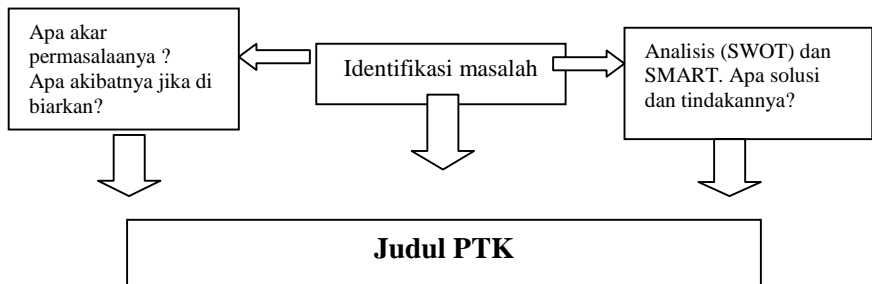 Apa akar
permasalaanya ?
Apa akibatnya jika di
biarkan?
Identifikasi masalah
Analisis (SWOT) dan
SMART. Apa solusi
dan tindakannya?
Judul PTK